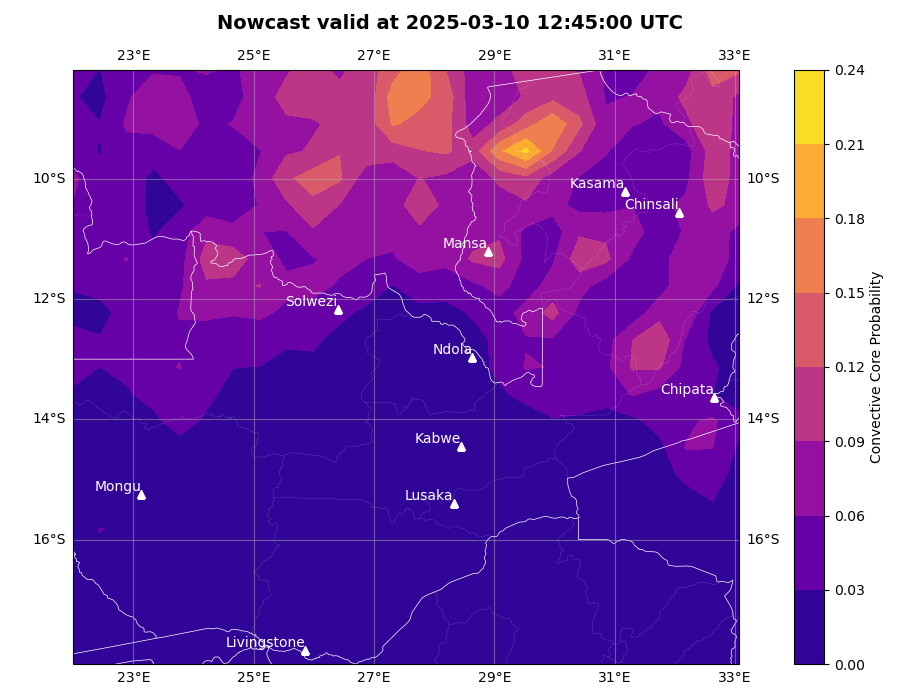 Nowcast valid at 2025-03-10 12:45:00 UTC
23°E 25°E 27°E 29°E 31°E 33°E
0.24
0.21
0.18
0.15
0.12
0.09
0.06
0.03
0.00
Convective Core Probability
10°S 10°S
12°S 12°S
14°S 14°S
16°S 16°S
Kasama
Chinsali
Mansa
Solwezi
Ndola
Chipata
Kabwe
Mongu
Lusaka
Livingstone
23°E 25°E 27°E 29°E 31°E 33°E